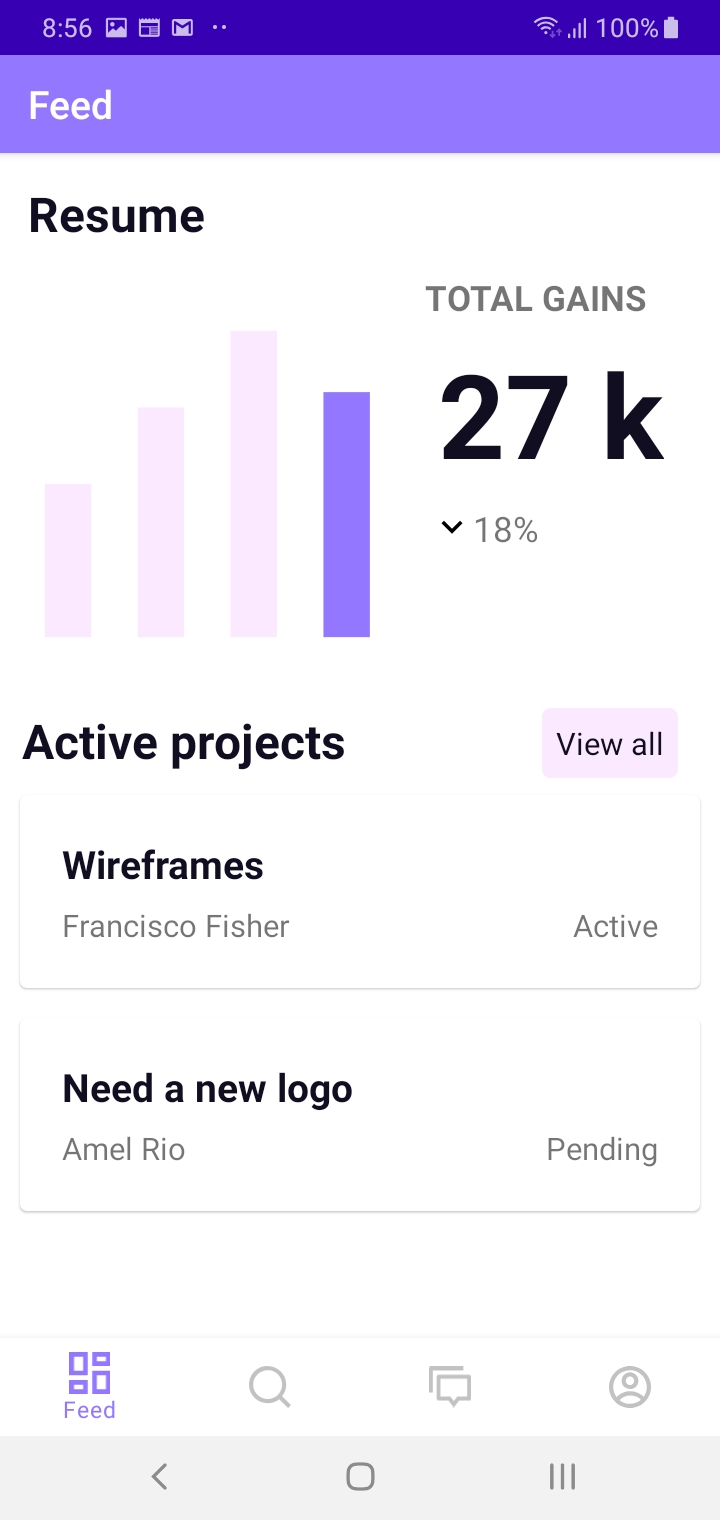 8:56
100%
Feed
Resume
TOTAL GAINS
27 k
18%
Active projects
View all
Wireframes
Francisco Fisher
Active
Need a new logo
Amel Rio
Pending
Feed